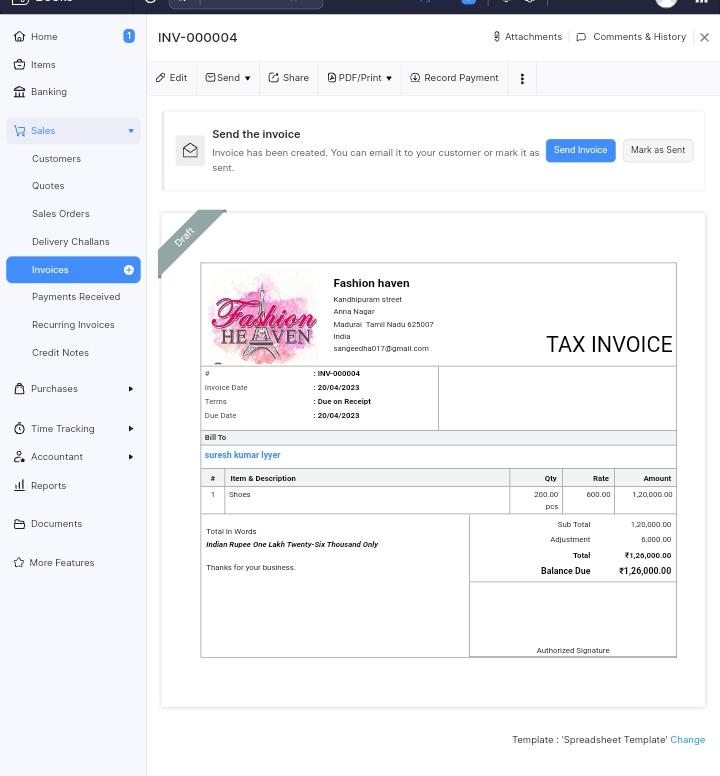 INV-000004
Attachments
Comments & History
Home
1
Items
Banking
Sales
Customers
Quotes
Sales Orders
Delivery Challans
Invoices
Payments Received
Recurring Invoices
Credit Notes
Purchases
Time Tracking
Accountant
Reports
Documents
More Features
Edit
Send
Share
PDF/Print
Record Payment
Send the invoice
Invoice has been created. You can email it to your customer or mark it as
sent.
Send Invoice
Mark as Sent
Draft
Fashion
HEAVEN
Fashion haven
Kandhipuram street
Anna Nagar
Madurai Tamil Nadu 625007
India
sangeedha017@gmail.com
TAX INVOICE
# : INV-000004
Invoice Date : 20/04/2023
Terms : Due on Receipt
Due Date : 20/04/2023
Bill To
suresh kumar lyyer
# Item & Description Qty Rate Amount
1 Shoes 200.00 600.00 1,20,000.00
pcs
Sub Total 1,20,000.00
Total In Words
Adjustment 6,000.00
Indian Rupee One Lakh Twenty-Six Thousand Only
Total ₹1,26,000.00
Thanks for your business.
Balance Due ₹1,26,000.00
Authorized Signature
Template : 'Spreadsheet Template' Change